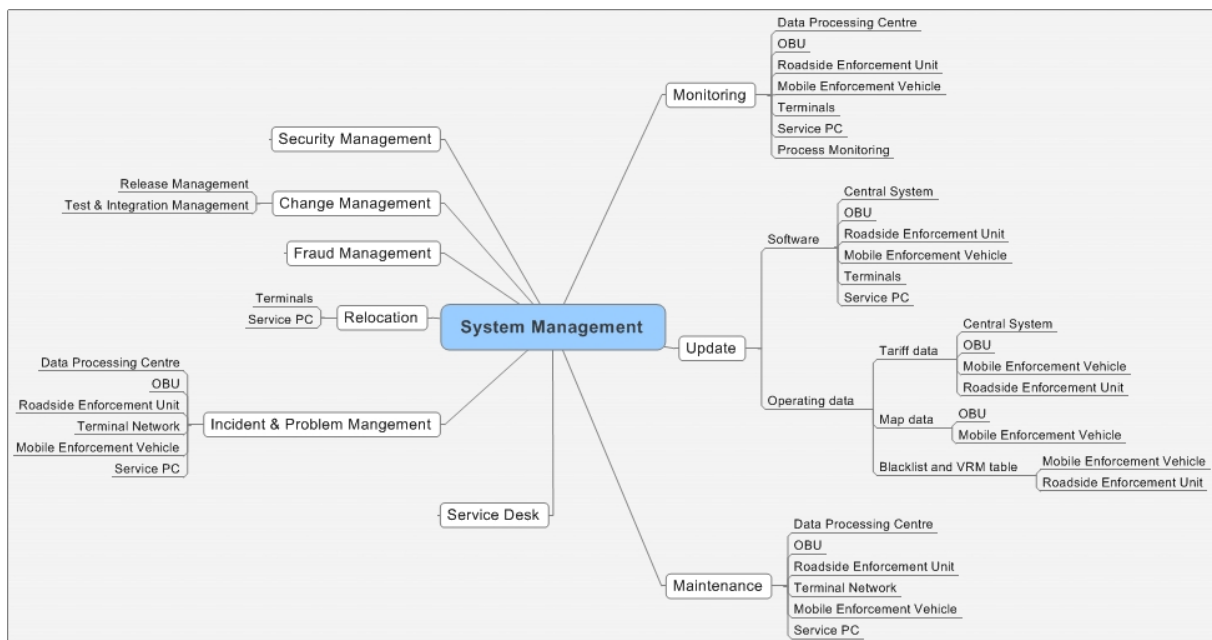 System Management
Monitoring
Data Processing Centre
OBU
Roadside Enforcement Unit
Mobile Enforcement Vehicle
Terminals
Service PC
Process Monitoring
Update
Software
Central System
OBU
Roadside Enforcement Unit
Mobile Enforcement Vehicle
Terminals
Service PC
Operating data
Tariff data
Central System
OBU
Mobile Enforcement Vehicle
Roadside Enforcement Unit
Map data
OBU
Mobile Enforcement Vehicle
Blacklist and VRM table
Mobile Enforcement Vehicle
Roadside Enforcement Unit
Maintenance
Data Processing Centre
OBU
Roadside Enforcement Unit
Terminal Network
Mobile Enforcement Vehicle
Service PC
Security Management
Change Management
Release Management
Test & Integration Management
Fraud Management
Relocation
Terminals
Service PC
Incident & Problem Mangement
Data Processing Centre
OBU
Roadside Enforcement Unit
Terminal Network
Mobile Enforcement Vehicle
Service PC
Service Desk